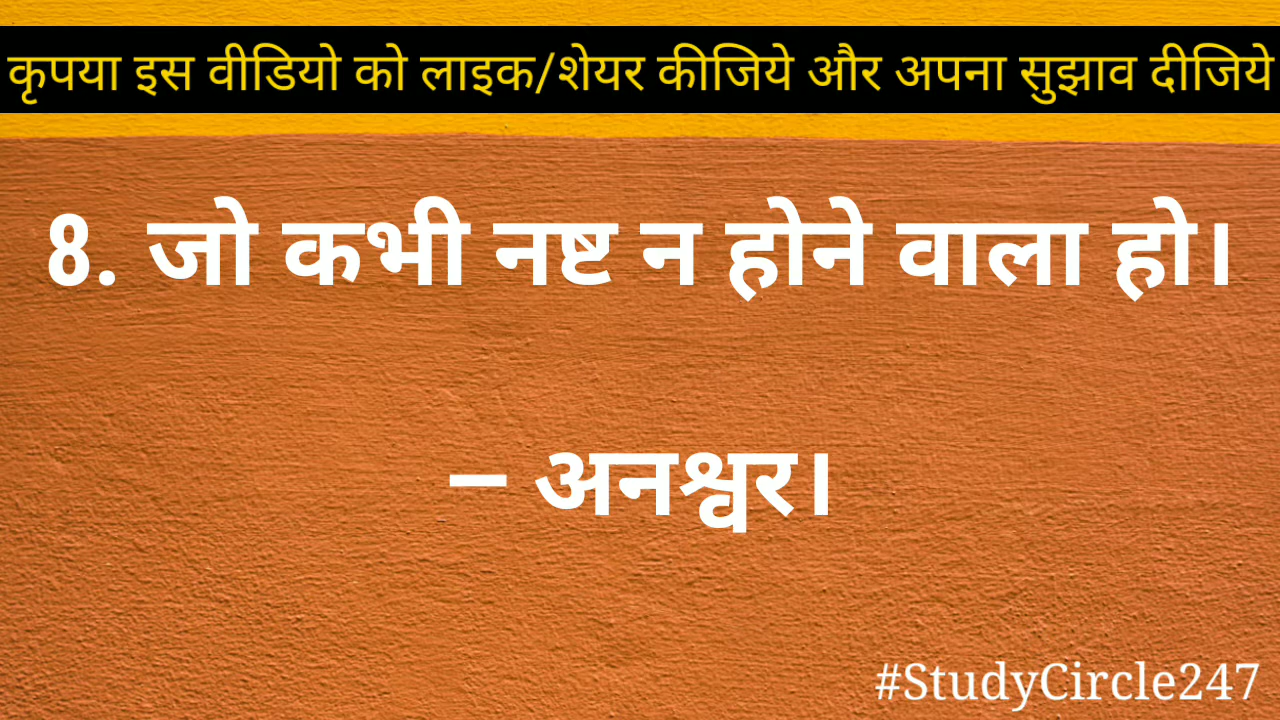 कृपया इस वीडियो को लाइक/शेयर कीजिये और अपना सुझाव दीजिये
8. जो कभी नष्ट न होने वाला हो।
– अनश्वर।
#StudyCircle247